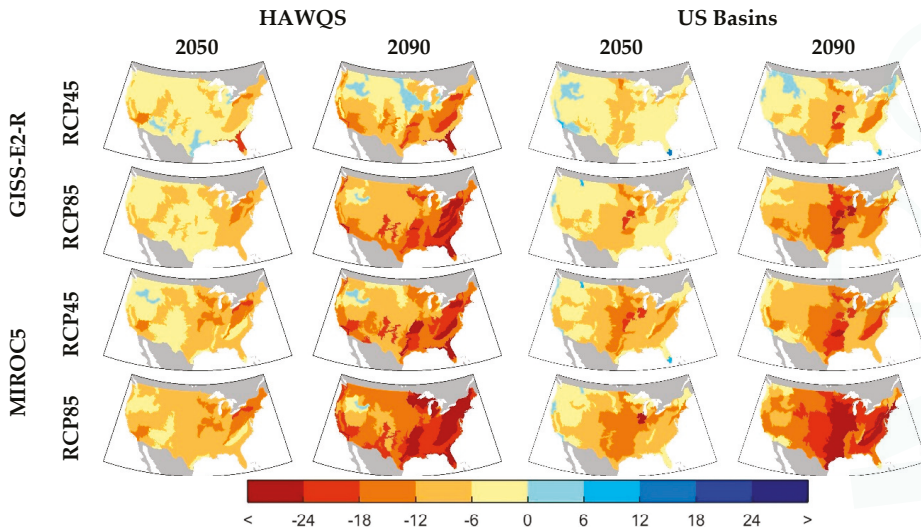 HAWQS US Basins
2050 2090 2050 2090
GISS-E2-R
RCP45
RCP85
MIROC5
RCP45
RCP85
< -24 -18 -12 -6 0 6 12 18 24 >